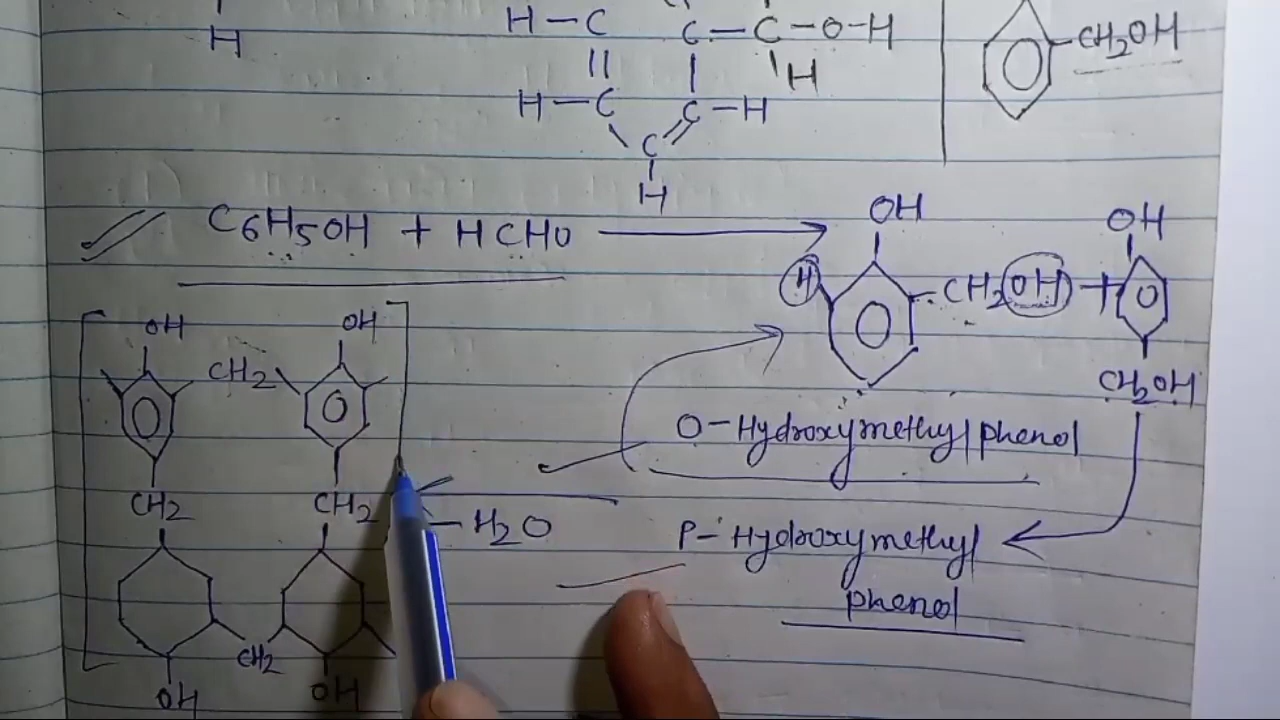 H-C C-C-O-H
H
H
CH2OH
H-C C-H
C
H
C6H5OH + HCHO
OH
OH
H
CH2OH +
CH2OH
OH
OH
CH2
O-Hydroxymethyl phenol
CH2
CH2
-H2O
P-Hydroxymethyl
phenol
CH2
OH
OH